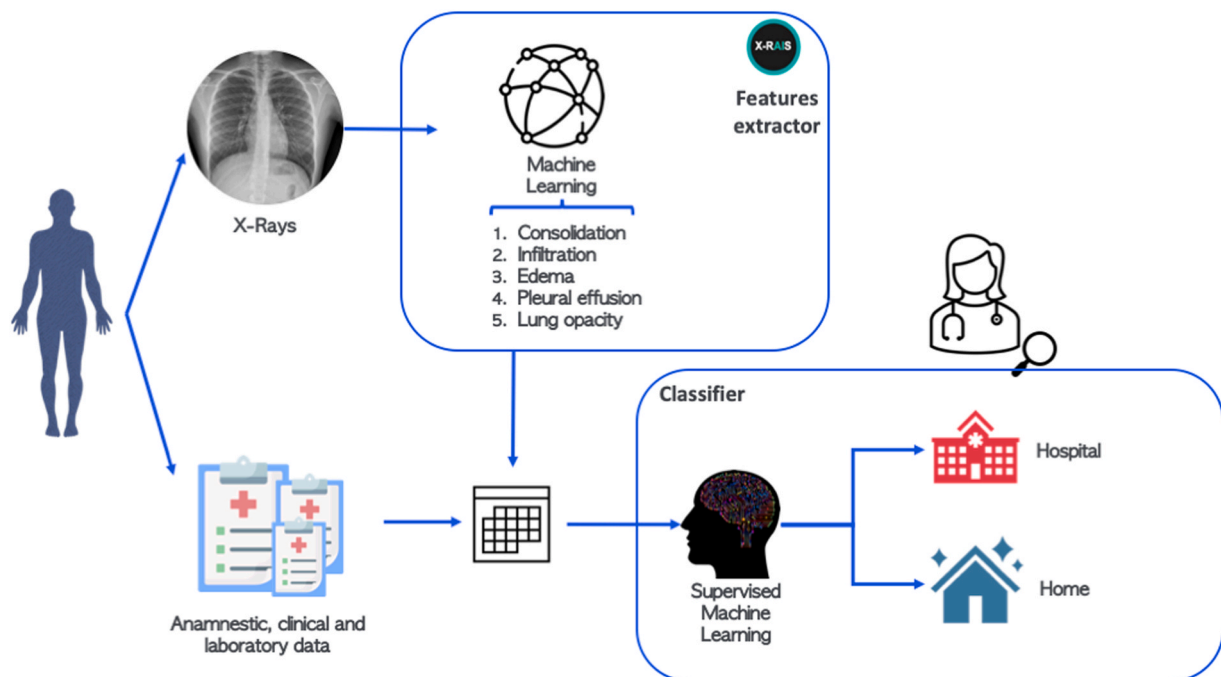 X-RAIS
Features
extractor
Machine
Learning
X-Rays
1. Consolidation
2. Infiltration
3. Edema
4. Pleural effusion
5. Lung opacity
Classifier
Hospital
Supervised
Machine
Learning
Home
Anamnestic, clinical and
laboratory data